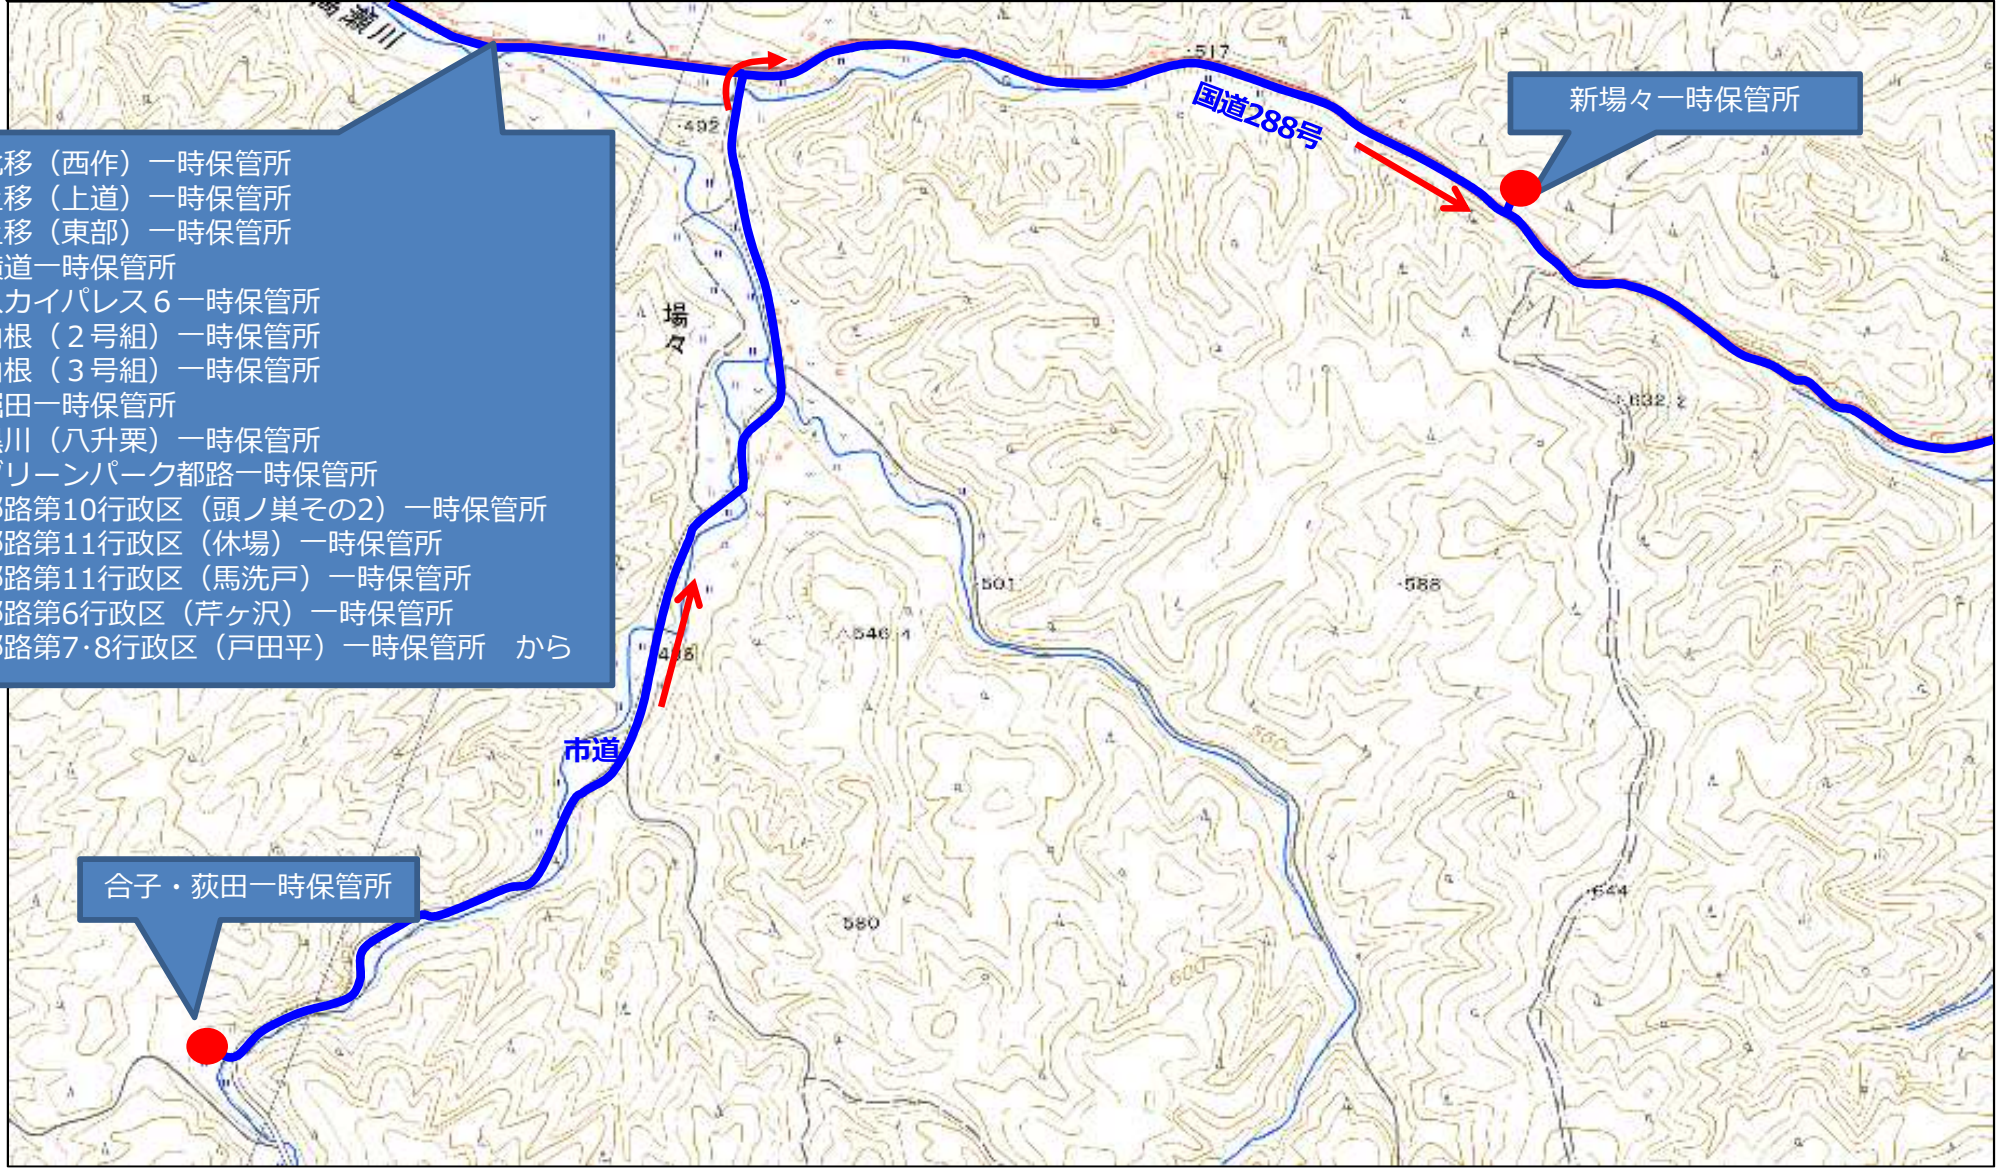 瀬川
・517
新場々一時保管所
国道288号
・492
移（西作）一時保管所
移（上道）一時保管所
移（東部）一時保管所
道一時保管所
カイパレス６一時保管所
根（２号組）一時保管所
根（３号組）一時保管所
田一時保管所
川（八升栗）一時保管所
グリーンパーク都路一時保管所
路第10行政区（頭ノ巣その2）一時保管所
路第11行政区（休場）一時保管所
路第11行政区（馬洗戸）一時保管所
路第6行政区（芹ヶ沢）一時保管所
路第7･8行政区（戸田平）一時保管所　から
場々
632.2
・501
・588
546.4
市道
550
合子・荻田一時保管所
・644
580
600